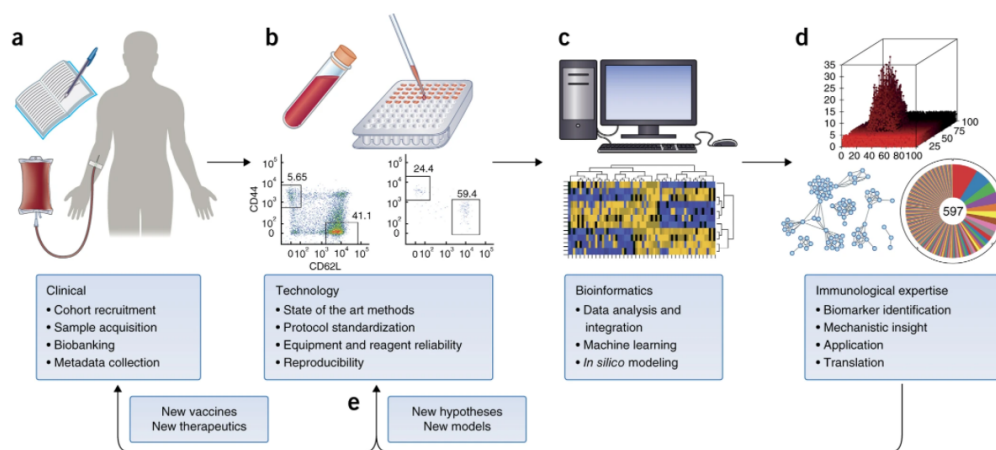 a
b
c
d
35
30
25
20
15
10
5
0
0 20 40 60 80 100
25
50
75
100
597
CD44
10⁵
10⁴
10³
10²
0
5.65
41.1
0 10² 10³ 10⁴ 10⁵
CD62L
10⁵
10⁴
10³
10²
0
24.4
59.4
0 10² 10³ 10⁴ 10⁵
Clinical
• Cohort recruitment
• Sample acquisition
• Biobanking
• Metadata collection
Technology
• State of the art methods
• Protocol standardization
• Equipment and reagent reliability
• Reproducibility
Bioinformatics
• Data analysis and
integration
• Machine learning
• In silico modeling
Immunological expertise
• Biomarker identification
• Mechanistic insight
• Application
• Translation
e
New vaccines
New therapeutics
New hypotheses
New models